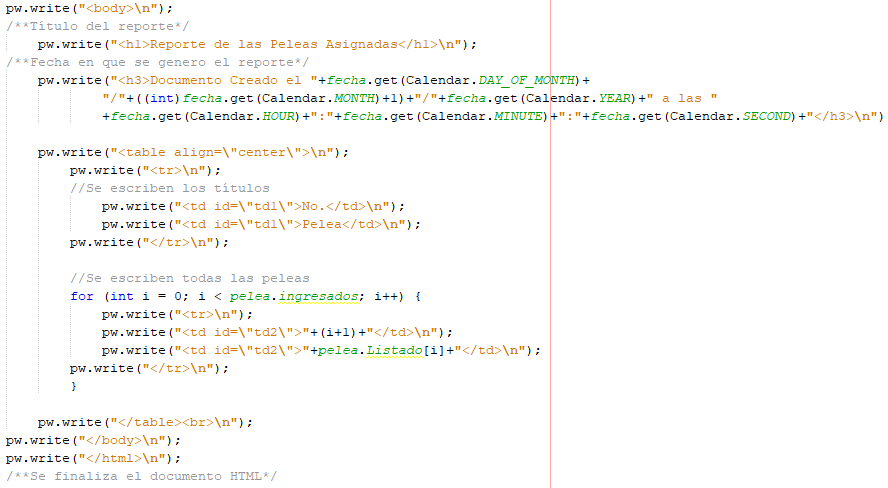 pw.write("<body>\n");
/**Título del reporte*/
pw.write("<h1>Reporte de las Peleas Asignadas</h1>\n");
/**Fecha en que se genero el reporte*/
pw.write("<h3>Documento Creado el "+fecha.get(Calendar.DAY_OF_MONTH)+
"/"+((int)fecha.get(Calendar.MONTH)+1)+"/"+fecha.get(Calendar.YEAR)+" a las "
+fecha.get(Calendar.HOUR)+":"+fecha.get(Calendar.MINUTE)+":"+fecha.get(Calendar.SECOND)+"</h3>\n")
pw.write("<table align=\"center\">\n");
pw.write("<tr>\n");
//Se escriben los títulos
pw.write("<td id=\"td1\">No.</td>\n");
pw.write("<td id=\"td1\">Pelea</td>\n");
pw.write("</tr>\n");
//Se escriben todas las peleas
for (int i = 0; i < pelea.ingresados; i++) {
pw.write("<tr>\n");
pw.write("<td id=\"td2\">"+(i+1)+"</td>\n");
pw.write("<td id=\"td2\">"+pelea.Listado[i]+"</td>\n");
pw.write("</tr>\n");
}
pw.write("</table><br>\n");
pw.write("</body>\n");
pw.write("</html>\n");
/**Se finaliza el documento HTML*/